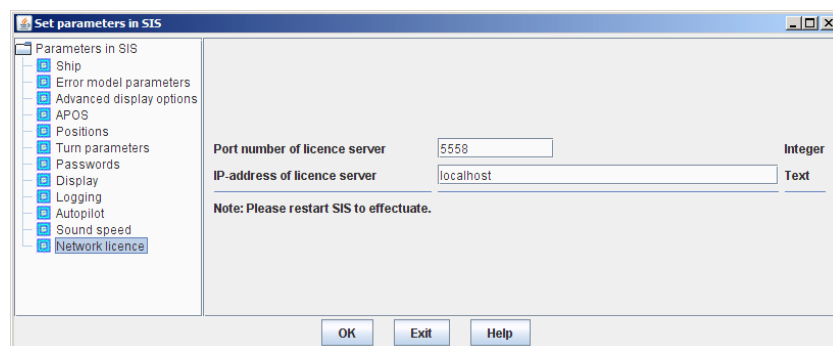 Set parameters in SIS
Parameters in SIS
Ship
Error model parameters
Advanced display options
APOS
Positions
Turn parameters
Passwords
Display
Logging
Autopilot
Sound speed
Network licence
Port number of licence server 5558 Integer
IP-address of licence server localhost Text
Note: Please restart SIS to effectuate.
OK Exit Help